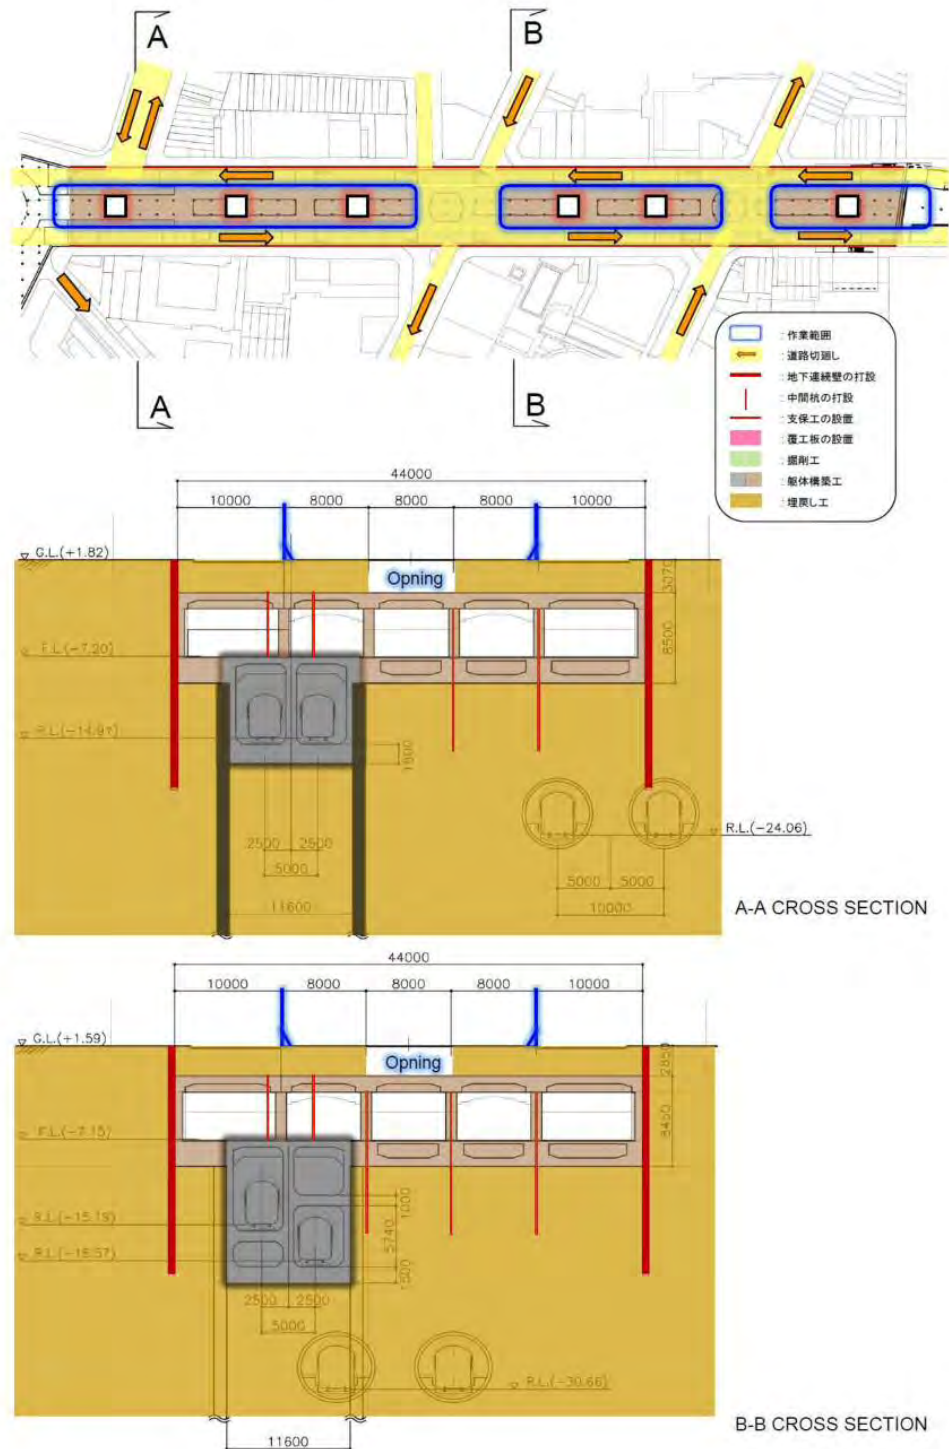 A
B
A
B
: 作業範囲
: 道路切廻し
: 地下連続壁の打設
: 中間杭の打設
: 支保工の設置
: 覆工板の設置
: 掘削工
: 躯体構築工
: 埋戻し工
44000
10000 8000 8000 8000 10000
G.L.(+1.82)
Opning
3070
8500
F.L(-7.20)
R.L(-14.97)
2500 2500
5000
11600
R.L.(-24.06)
5000 5000
10000
A-A CROSS SECTION
44000
10000 8000 8000 8000 10000
G.L.(+1.59)
Opning
2850
8450
F.L(-7.15)
1000
R.L(-15.19)
5740
R.L(-18.57)
2500 2500
5000
R.L.(-30.66)
11600
B-B CROSS SECTION